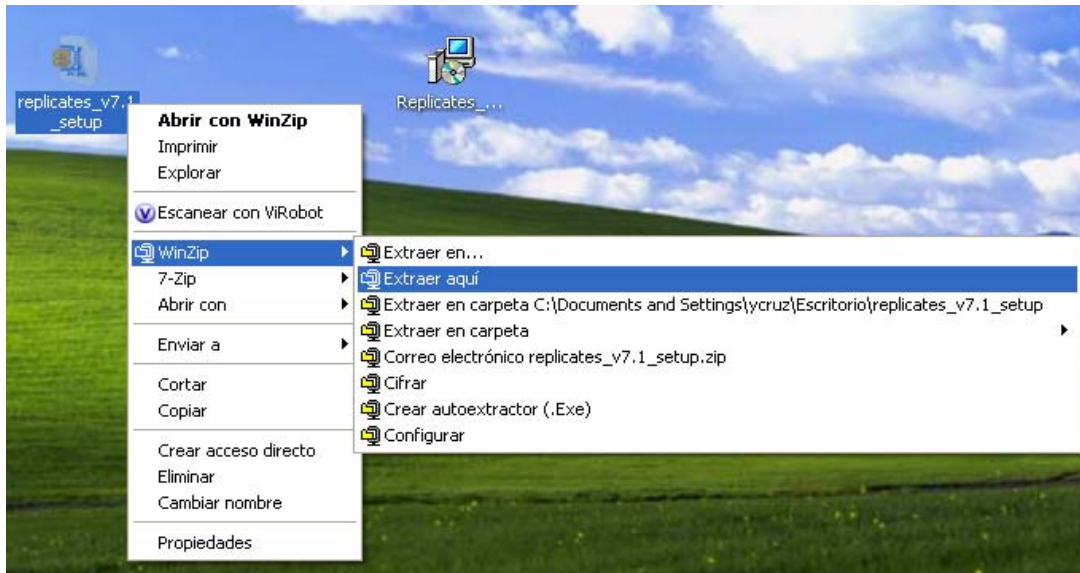 replicates_v7.1
_setup
Replicates_...
Abrir con WinZip
Imprimir
Explorar
Escanear con ViRobot
WinZip
7-Zip
Abrir con
Enviar a
Cortar
Copiar
Crear acceso directo
Eliminar
Cambiar nombre
Propiedades
Extraer en...
Extraer aquí
Extraer en carpeta C:\Documents and Settings\ycruz\Escritorio\replicates_v7.1_setup
Extraer en carpeta
Correo electrónico replicates_v7.1_setup.zip
Cifrar
Crear autoextractor (.Exe)
Configurar